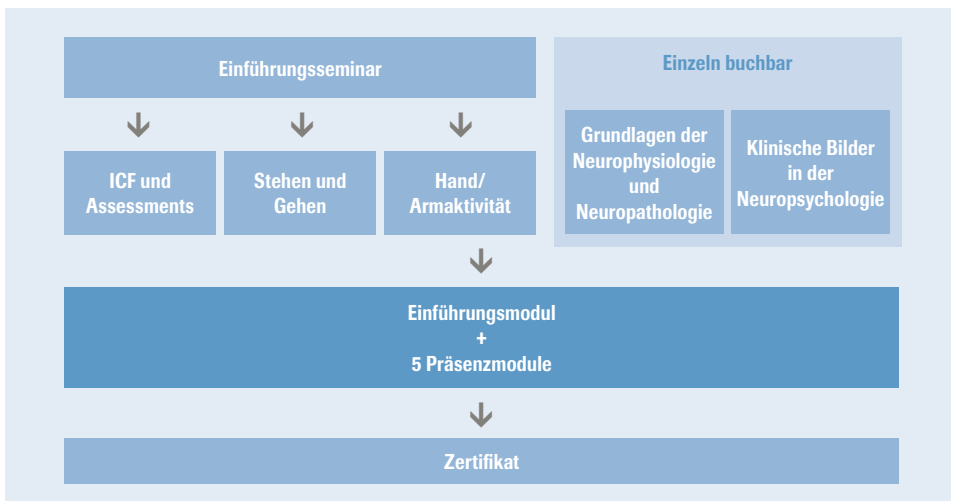 Einführungsseminar
Einzeln buchbar
ICF und
Assessments
Stehen und
Gehen
Hand/
Armaktivität
Grundlagen der
Neurophysiologie
und
Neuropathologie
Klinische Bilder
in der
Neuropsychologie
Einführungsmodul
+
5 Präsenzmodule
Zertifikat